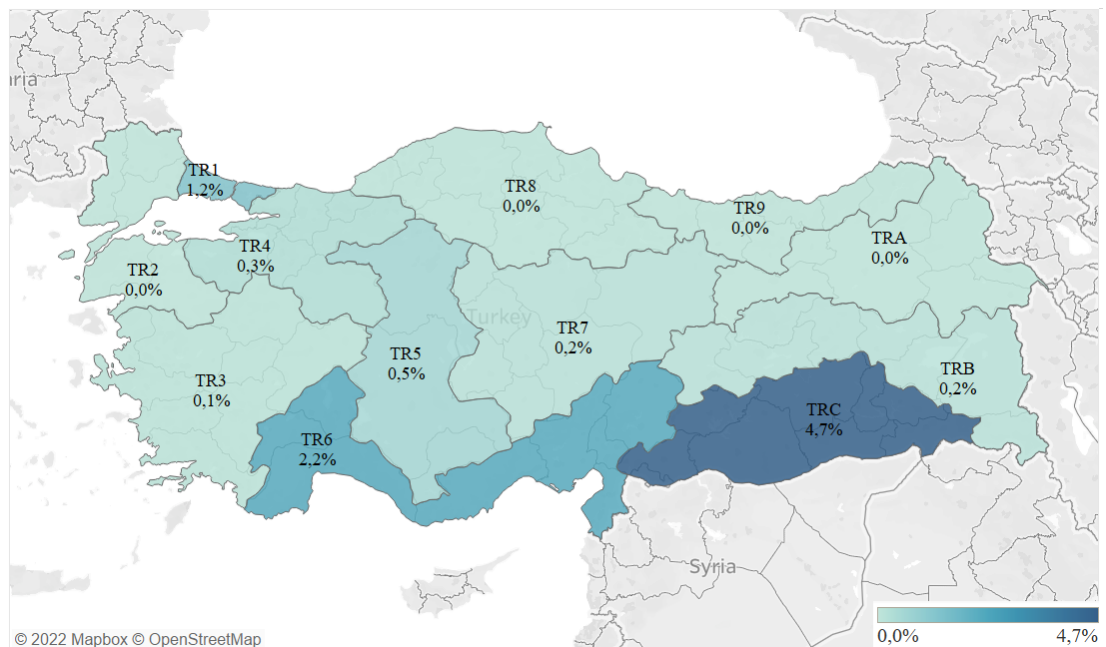 ria
TR1
1,2%
TR8
0,0%
TR9
0,0%
TRA
0,0%
TR4
0,3%
TR2
0,0%
Turkey
TR7
0,2%
TR5
0,5%
TRB
0,2%
TR3
0,1%
TRC
4,7%
TR6
2,2%
Syria
© 2022 Mapbox © OpenStreetMap
0,0% 4,7%